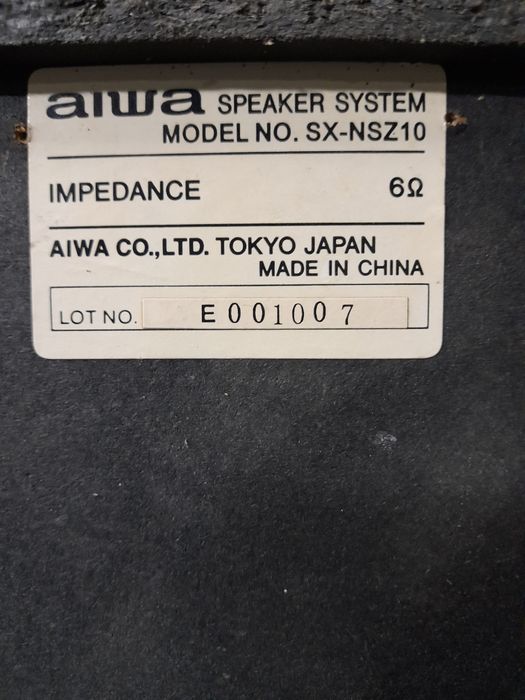 aiwa SPEAKER SYSTEM
MODEL NO. SX-NSZ10
IMPEDANCE 6Ω
AIWA CO.,LTD. TOKYO JAPAN
MADE IN CHINA
LOT NO. E001007